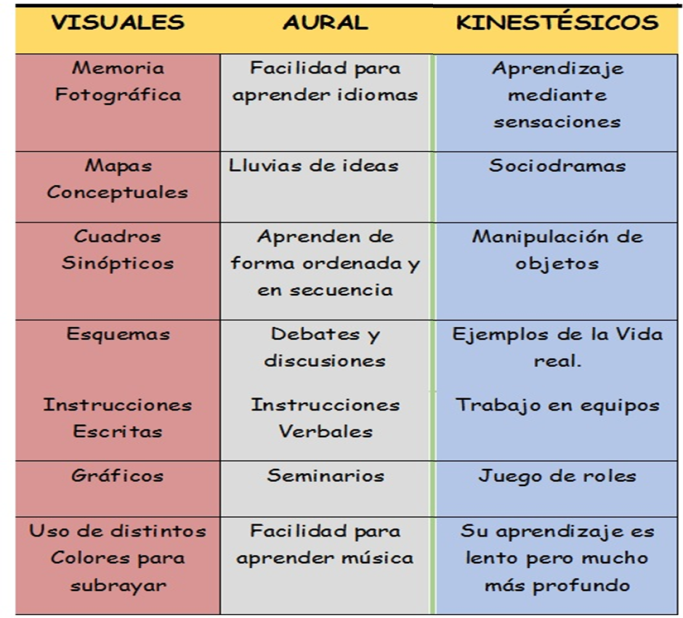 VISUALES AURAL KINESTÉSICOS
Memoria
Fotográfica
Facilidad para
aprender idiomas
Aprendizaje
mediante
sensaciones
Mapas
Conceptuales
Lluvias de ideas
Sociodramas
Cuadros
Sinópticos
Aprenden de
forma ordenada y
en secuencia
Manipulación de
objetos
Esquemas
Debates y
discusiones
Ejemplos de la Vida
real.
Instrucciones
Escritas
Instrucciones
Verbales
Trabajo en equipos
Gráficos
Seminarios
Juego de roles
Uso de distintos
Colores para
subrayar
Facilidad para
aprender música
Su aprendizaje es
lento pero mucho
más profundo